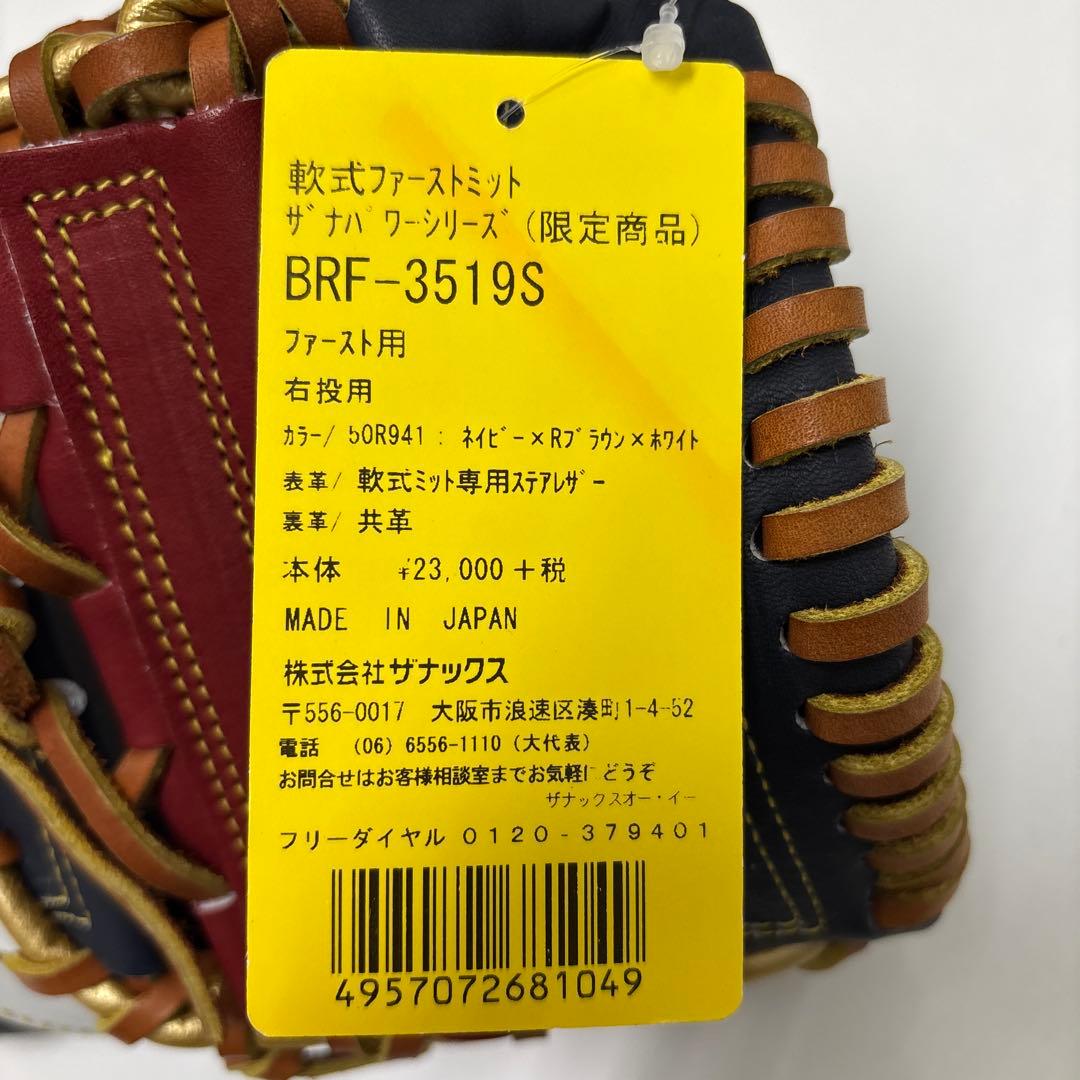 軟式ファーストミット
ザナパワーシリーズ(限定商品)
BRF-3519S
ファースト用
右投用
カラー/ 50R941 : ネイビー×Rブラウン×ホワイト
表革/ 軟式ミット専用ステアレザー
裏革/ 共革
本体 ¥23,000+税
MADE IN JAPAN
株式会社ザナックス
〒556-0017 大阪市浪速区湊町1-4-52
電話 (06) 6556-1110 (大代表)
お問合せはお客様相談室までお気軽にどうぞ
ザナックスオー・イー
フリーダイヤル 0120-379401
4957072681049